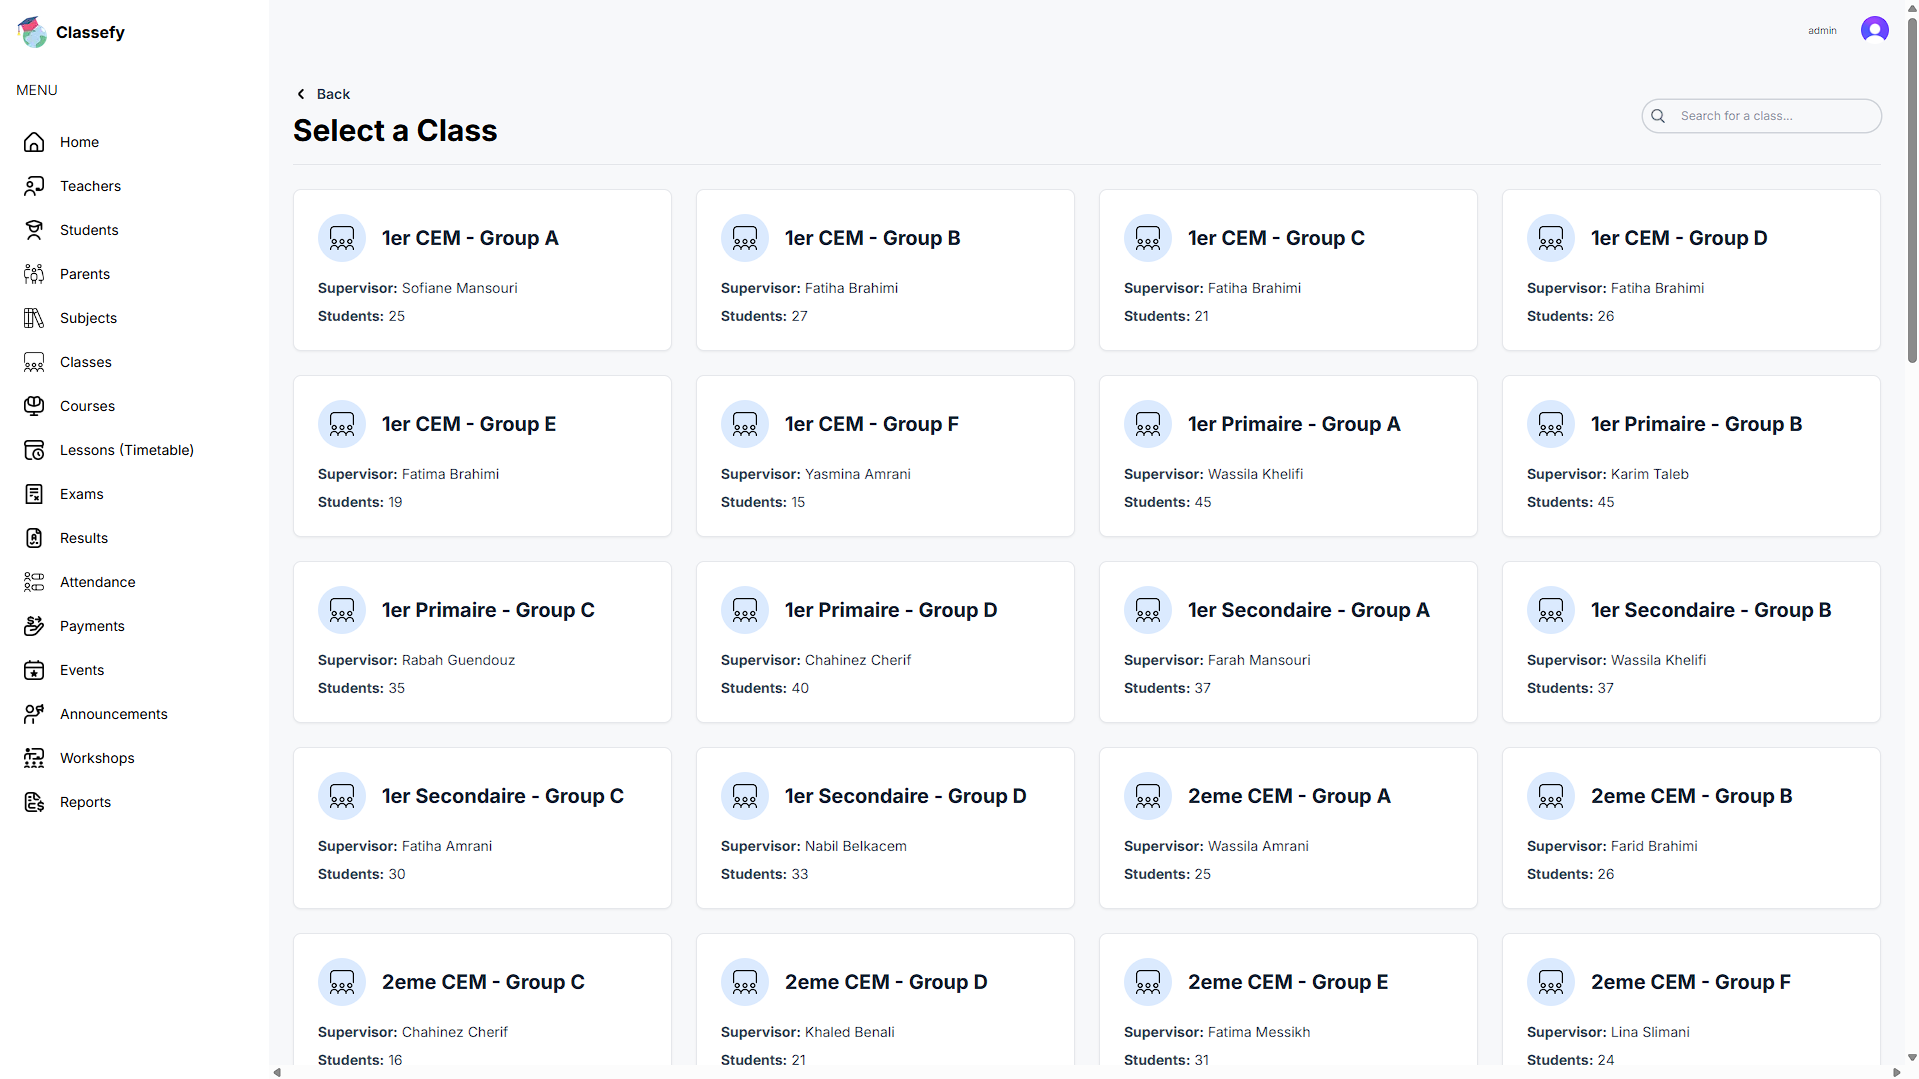 Classefy
admin
MENU
Home
Teachers
Students
Parents
Subjects
Classes
Courses
Lessons (Timetable)
Exams
Results
Attendance
Payments
Events
Announcements
Workshops
Reports
Back
Select a Class
Search for a class...
1er CEM - Group A
Supervisor: Sofiane Mansouri
Students: 25
1er CEM - Group B
Supervisor: Fatiha Brahimi
Students: 27
1er CEM - Group C
Supervisor: Fatiha Brahimi
Students: 21
1er CEM - Group D
Supervisor: Fatiha Brahimi
Students: 26
1er CEM - Group E
Supervisor: Fatima Brahimi
Students: 19
1er CEM - Group F
Supervisor: Yasmina Amrani
Students: 15
1er Primaire - Group A
Supervisor: Wassila Khelifi
Students: 45
1er Primaire - Group B
Supervisor: Karim Taleb
Students: 45
1er Primaire - Group C
Supervisor: Rabah Guendouz
Students: 35
1er Primaire - Group D
Supervisor: Chahinez Cherif
Students: 40
1er Secondaire - Group A
Supervisor: Farah Mansouri
Students: 37
1er Secondaire - Group B
Supervisor: Wassila Khelifi
Students: 37
1er Secondaire - Group C
Supervisor: Fatiha Amrani
Students: 30
1er Secondaire - Group D
Supervisor: Nabil Belkacem
Students: 33
2eme CEM - Group A
Supervisor: Wassila Amrani
Students: 25
2eme CEM - Group B
Supervisor: Farid Brahimi
Students: 26
2eme CEM - Group C
Supervisor: Chahinez Cherif
Students: 16
2eme CEM - Group D
Supervisor: Khaled Benali
Students: 21
2eme CEM - Group E
Supervisor: Fatima Messikh
Students: 31
2eme CEM - Group F
Supervisor: Lina Slimani
Students: 24